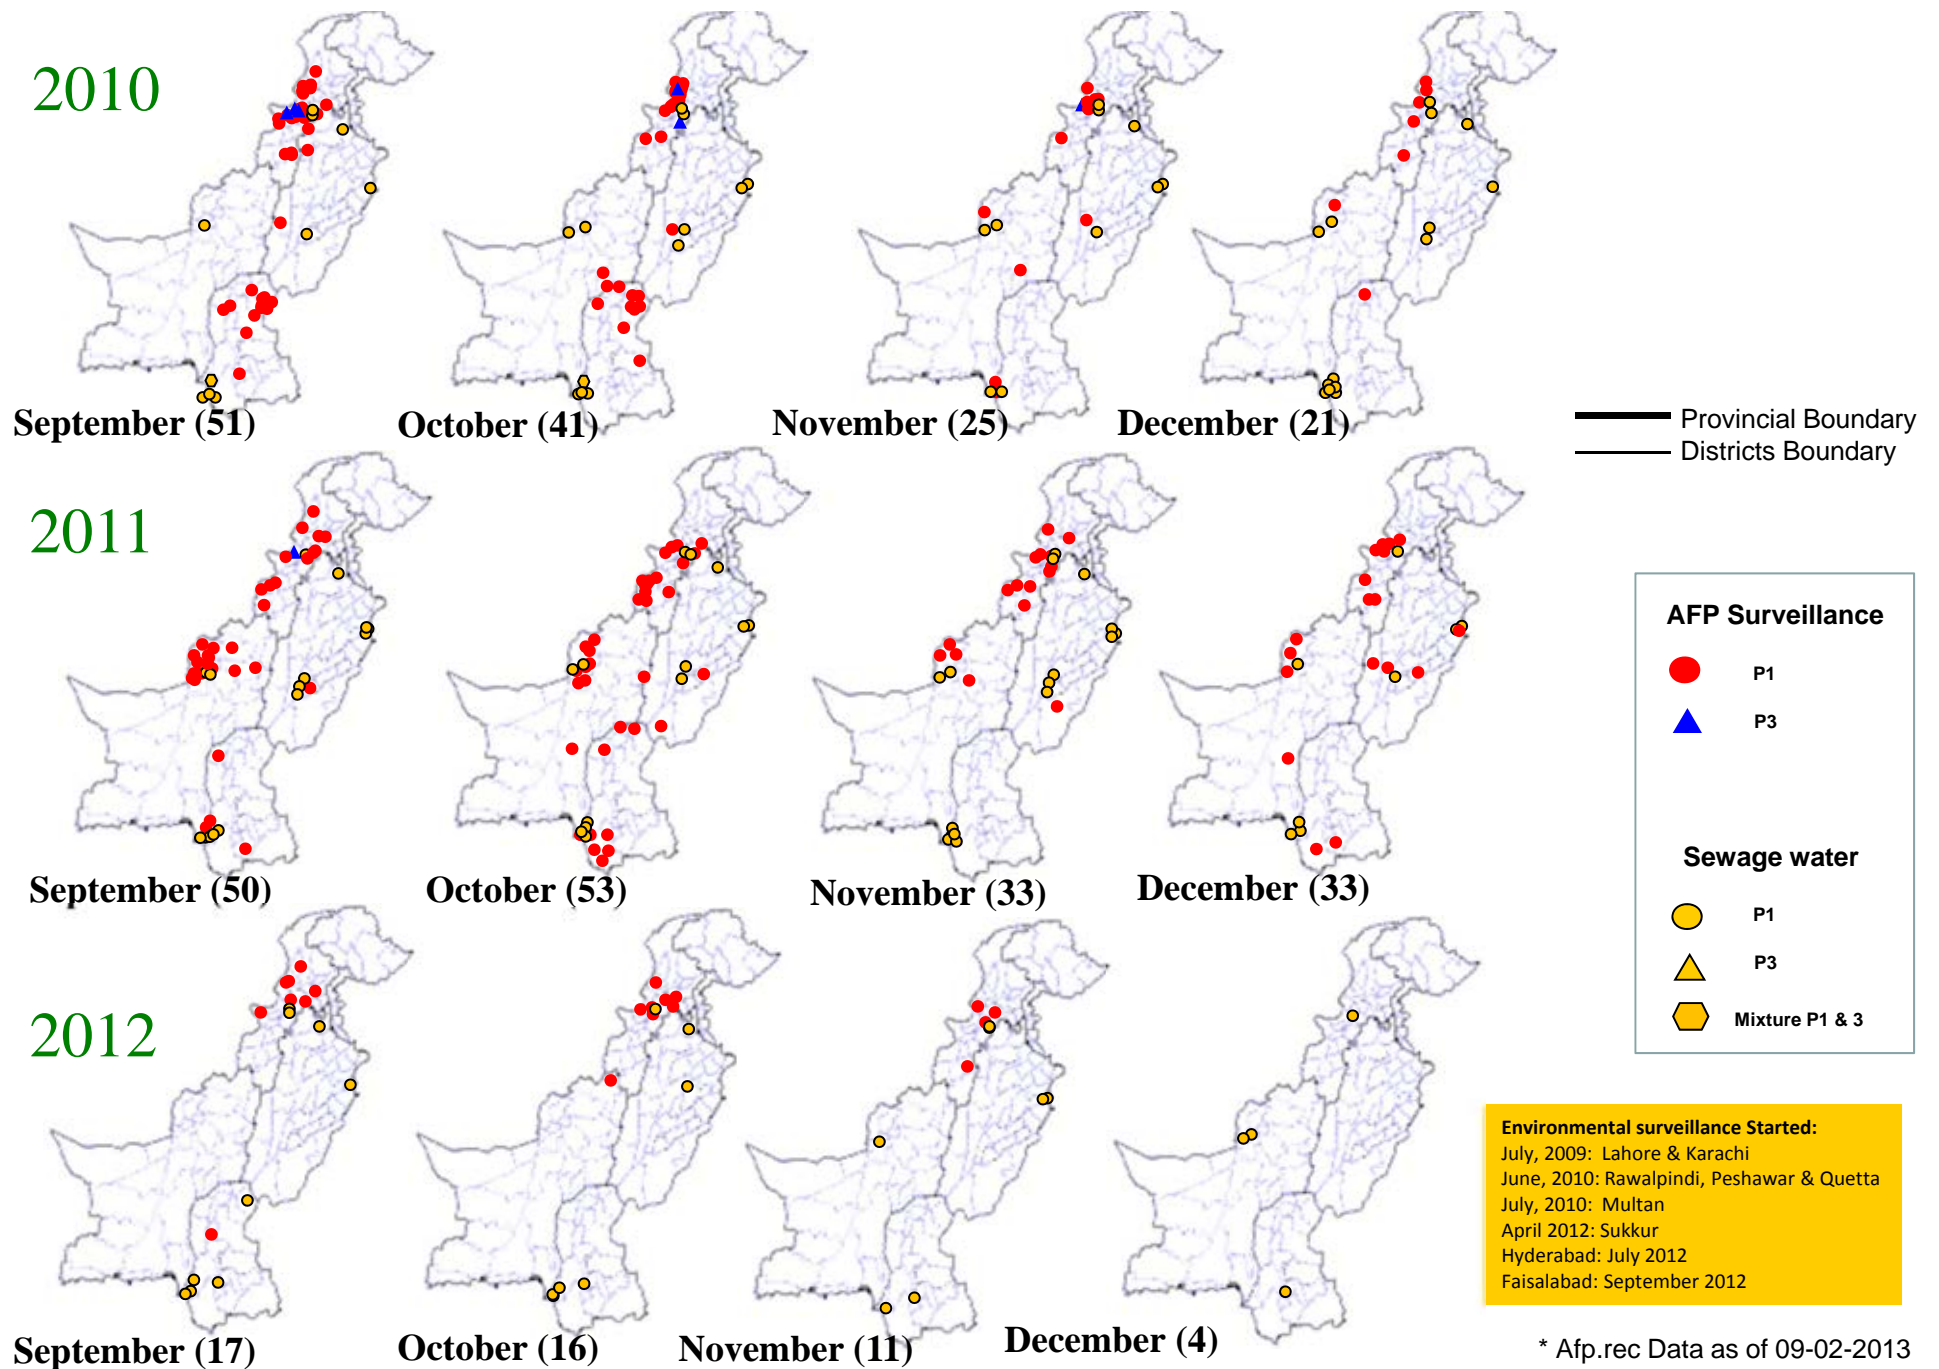 2010
September (51)
October (41)
November (25)
December (21)
Provincial Boundary
Districts Boundary
2011
September (50)
October (53)
November (33)
December (33)
AFP Surveillance
P1
P3
Sewage water
P1
P3
Mixture P1 & 3
2012
September (17)
October (16)
November (11)
December (4)
Environmental surveillance Started:
July, 2009: Lahore & Karachi
June, 2010: Rawalpindi, Peshawar & Quetta
July, 2010: Multan
April 2012: Sukkur
Hyderabad: July 2012
Faisalabad: September 2012
* Afp.rec Data as of 09-02-2013